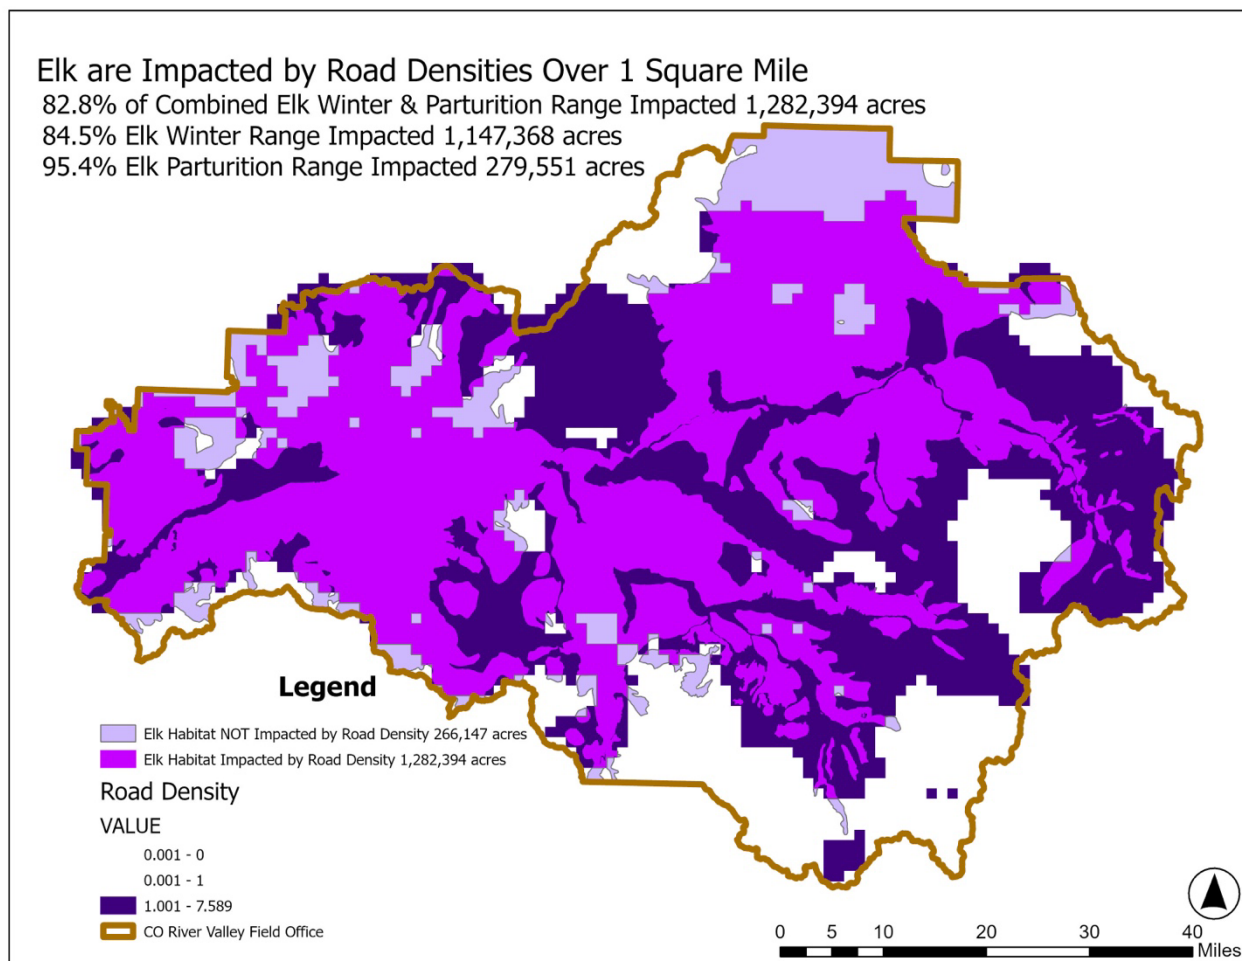 Elk are Impacted by Road Densities Over 1 Square Mile
82.8% of Combined Elk Winter & Parturition Range Impacted 1,282,394 acres
84.5% Elk Winter Range Impacted 1,147,368 acres
95.4% Elk Parturition Range Impacted 279,551 acres
Legend
Elk Habitat NOT Impacted by Road Density 266,147 acres
Elk Habitat Impacted by Road Density 1,282,394 acres
Road Density
VALUE
0.001 - 0
0.001 - 1
1.001 - 7.589
CO River Valley Field Office
0 5 10 20 30 40
Miles